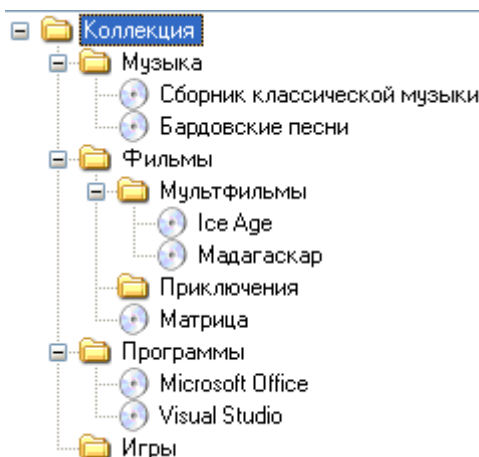 Коллекция
Музыка
Сборник классической музыки
Бардовские песни
Фильмы
Мультфильмы
Ice Age
Мадагаскар
Приключения
Матрица
Программы
Microsoft Office
Visual Studio
Игры